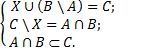 X ∪ (B \ A) = C;
C \ X = A ∩ B;
A ∩ B ⊂ C.